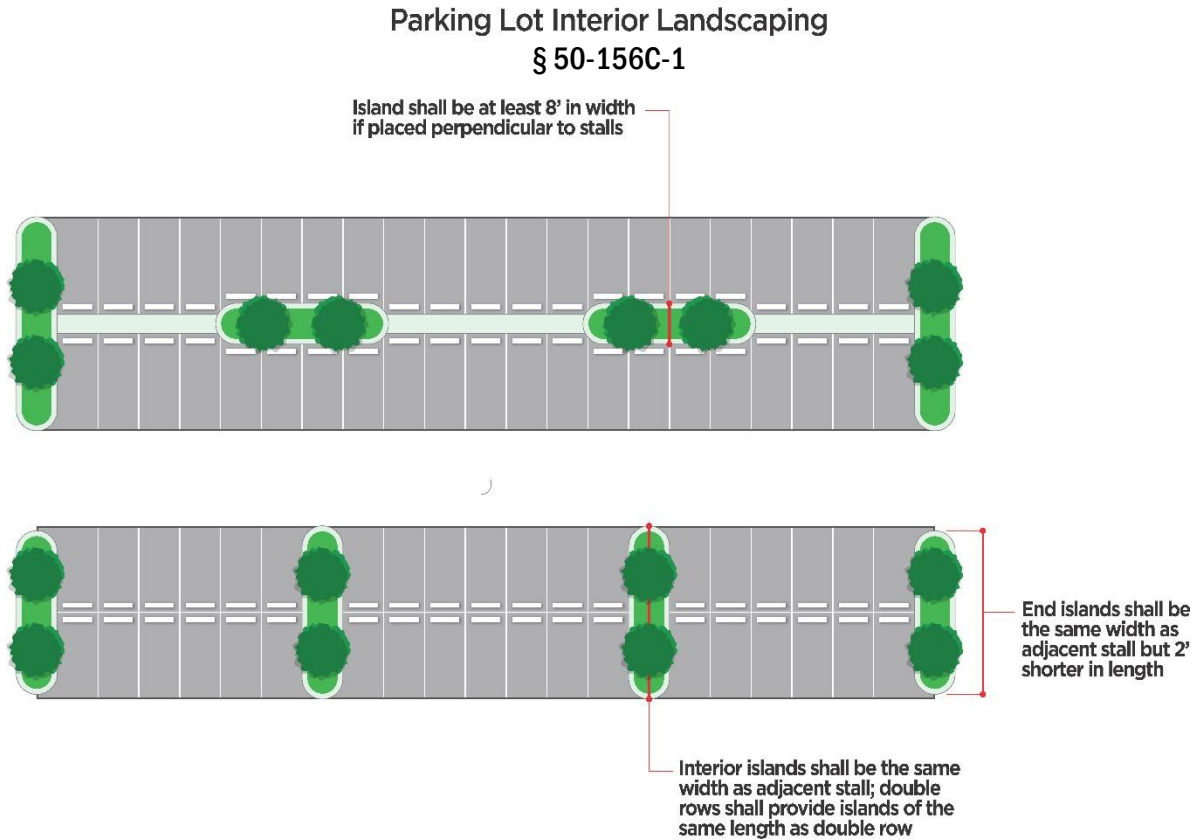 Parking Lot Interior Landscaping
§ 50-156C-1
Island shall be at least 8’ in width
if placed perpendicular to stalls
End islands shall be
the same width as
adjacent stall but 2’
shorter in length
Interior islands shall be the same
width as adjacent stall; double
rows shall provide islands of the
same length as double row